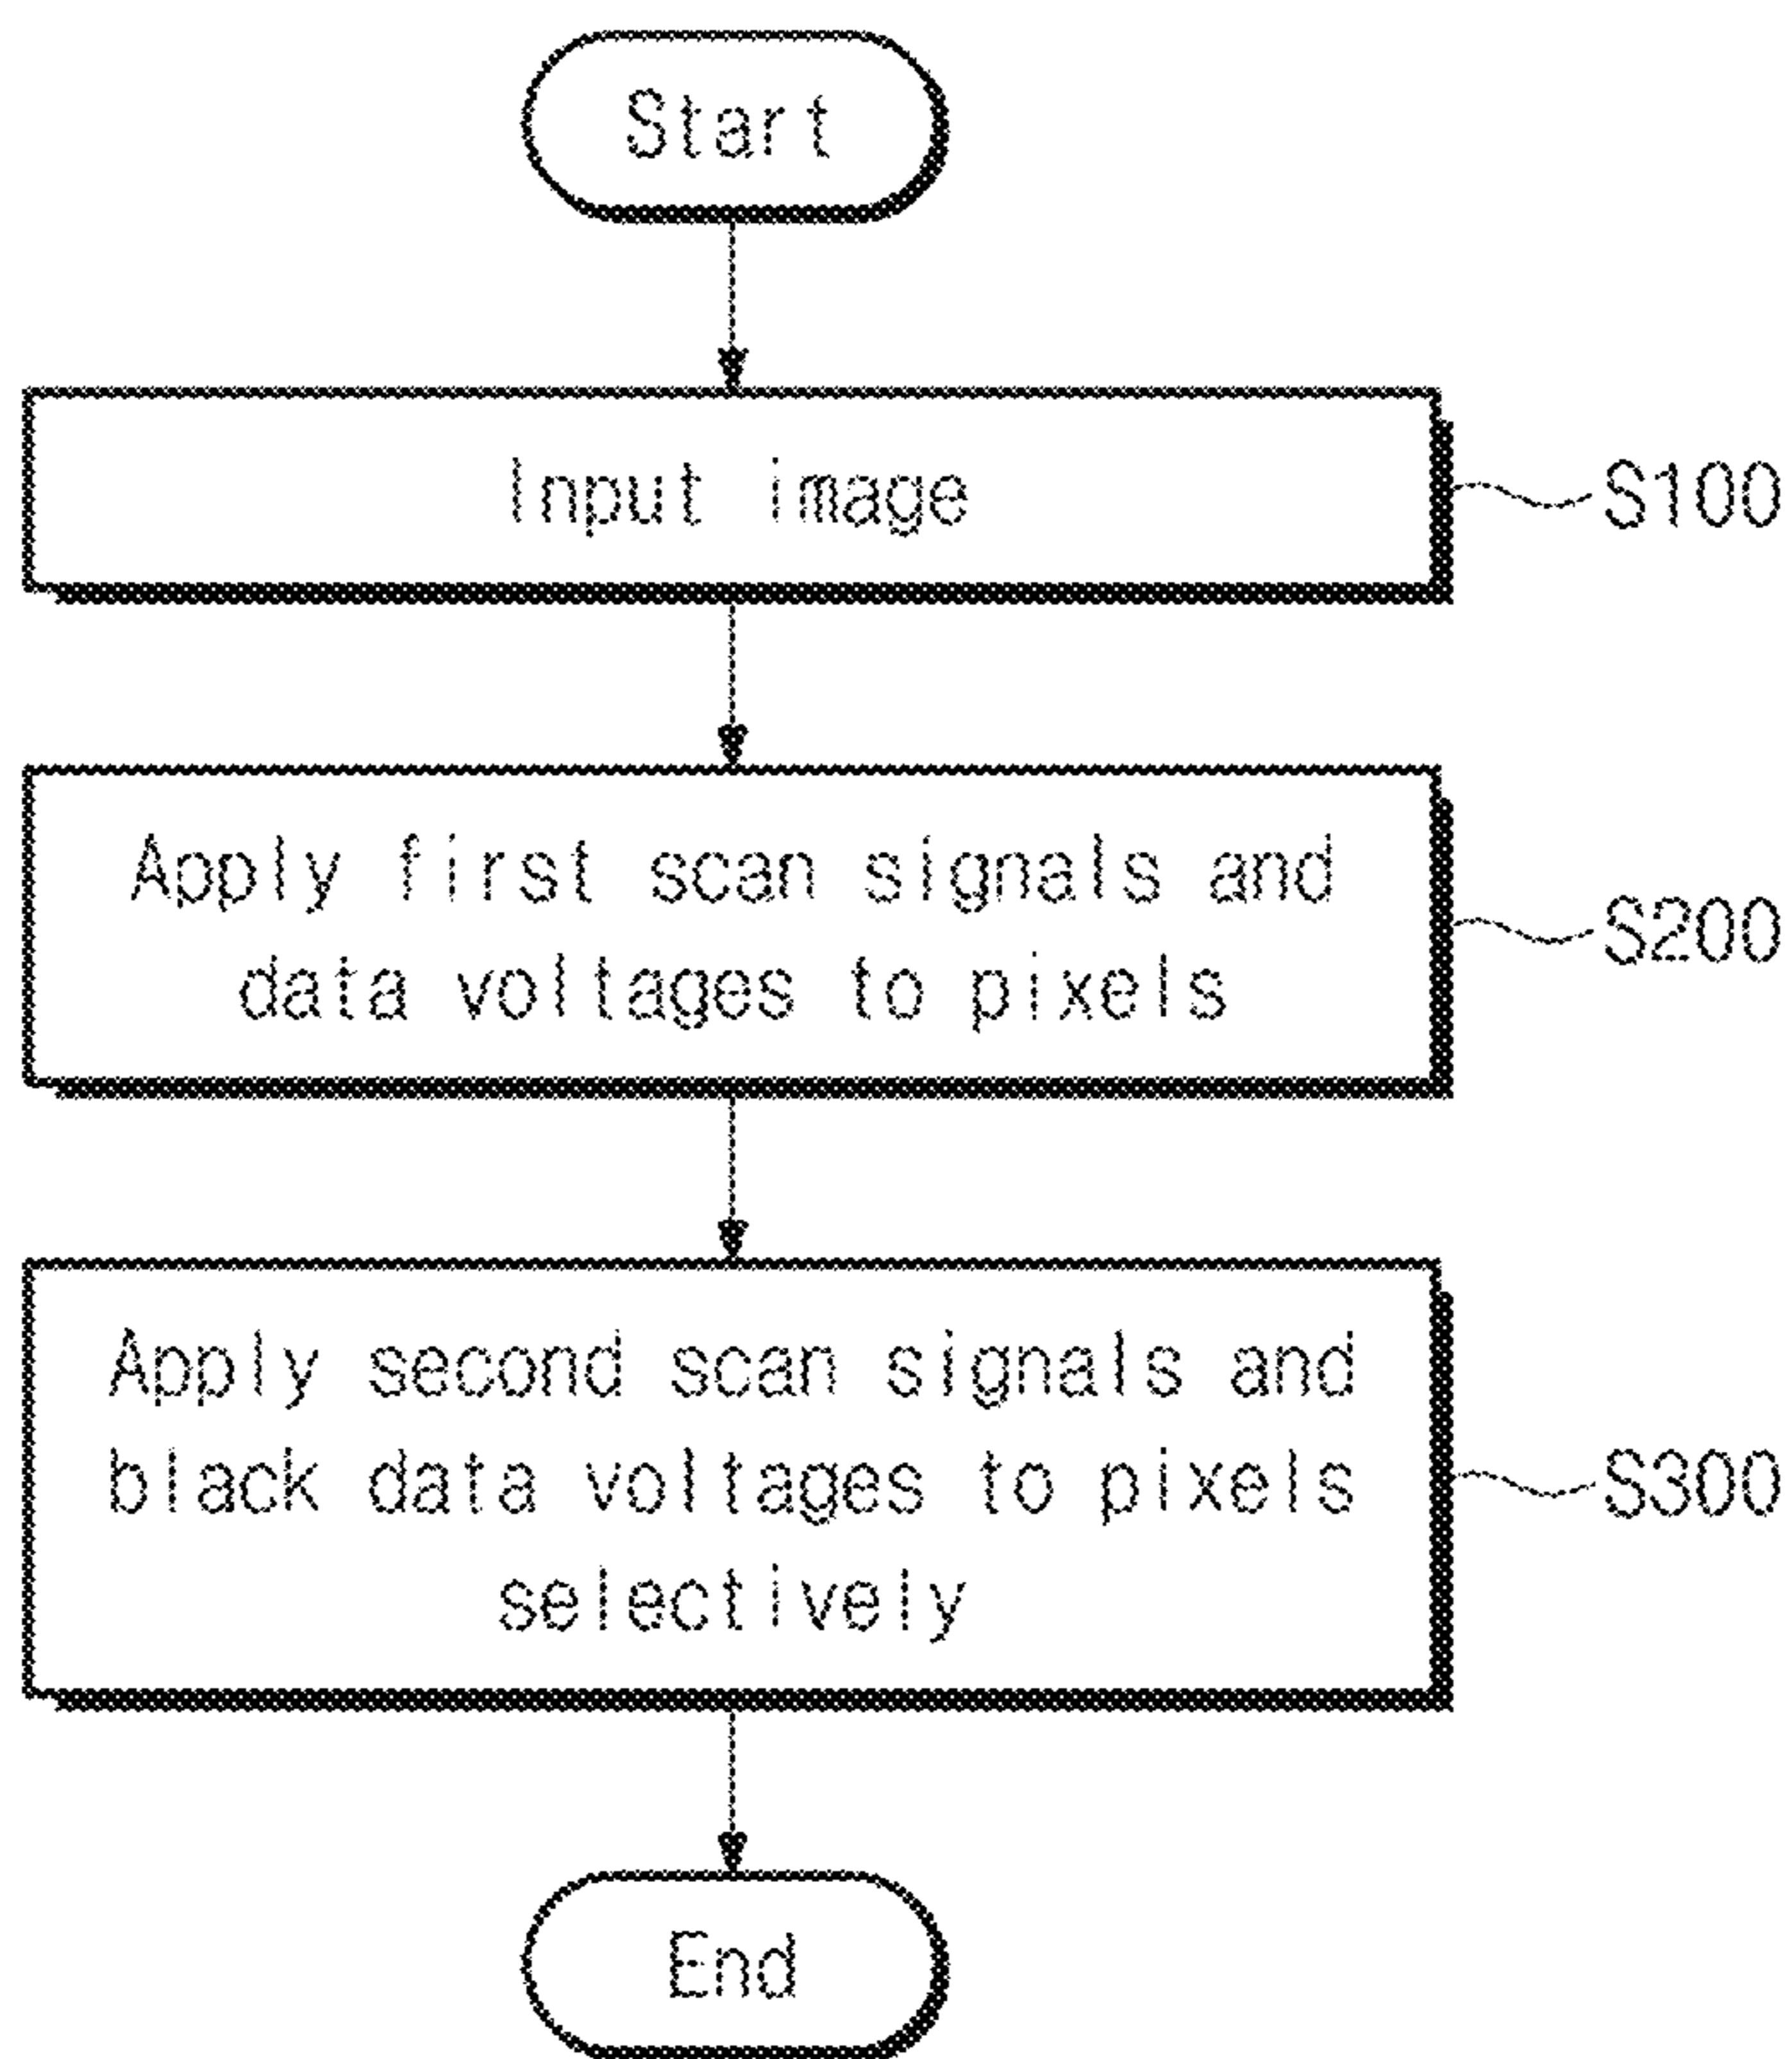 Start
Input image
S100
Apply first scan signals and
data voltages to pixels
S200
Apply second scan signals and
black data voltages to pixels
selectively
S300
End